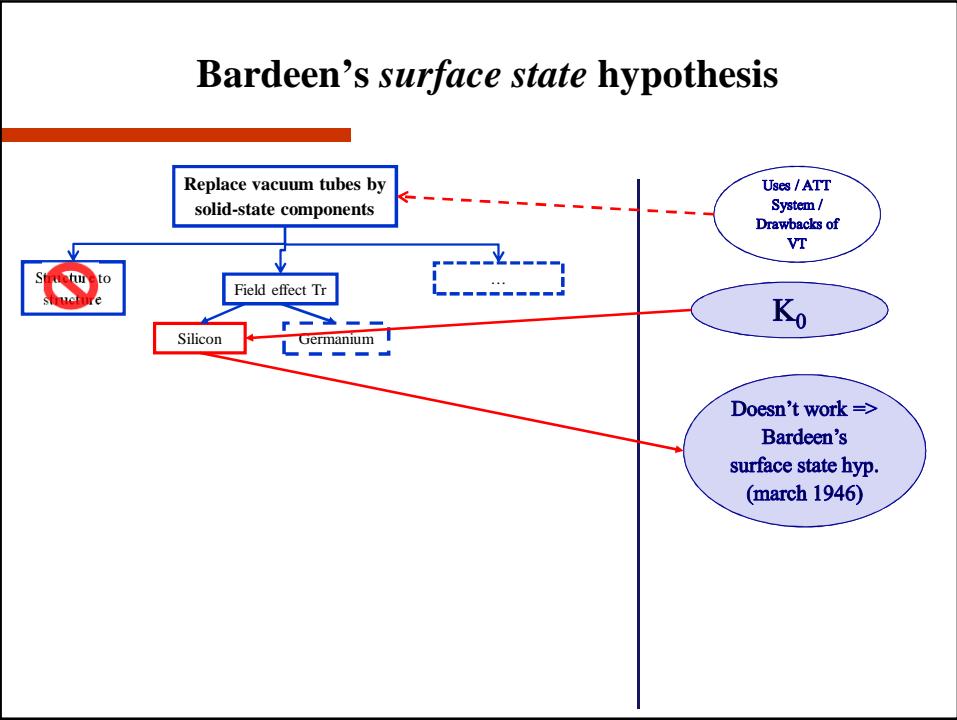 Bardeen’s surface state hypothesis
Replace vacuum tubes by
solid-state components
Uses / ATT
System /
Drawbacks of
VT
Structure to
structure
Field effect Tr
…
Silicon
Germanium
K0
Doesn’t work =>
Bardeen’s
surface state hyp.
(march 1946)